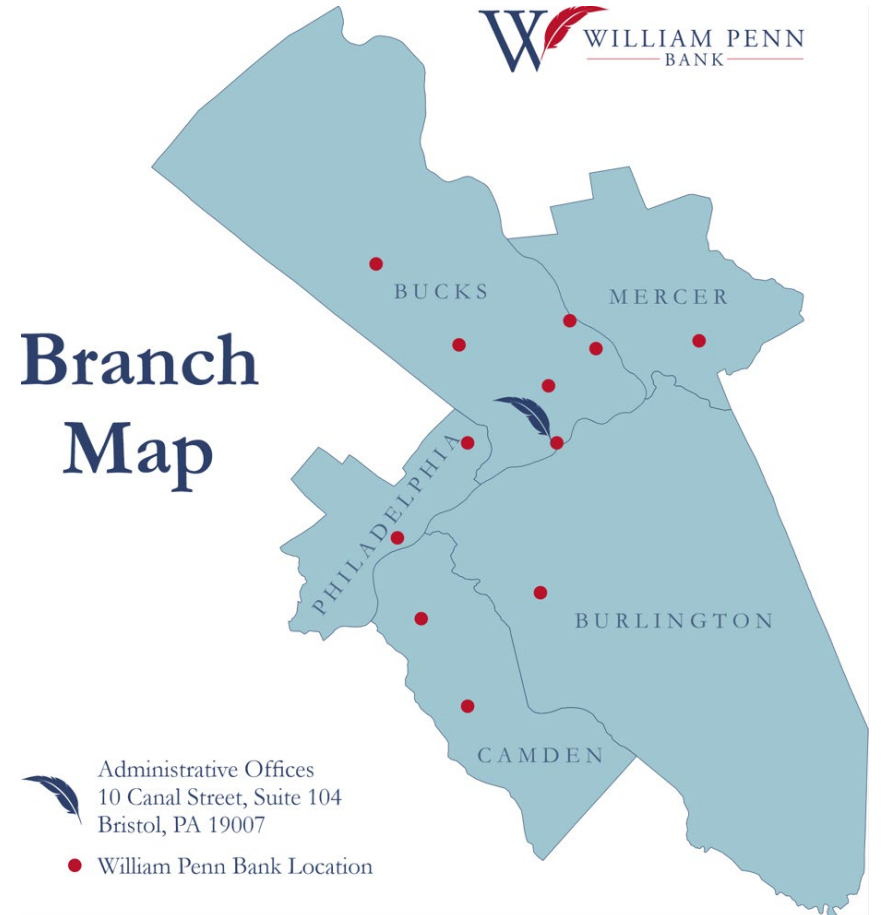 WILLIAM PENN
BANK
BUCKS
MERCER
Branch
Map
PHILADELPHIA
BURLINGTON
CAMDEN
Administrative Offices
10 Canal Street, Suite 104
Bristol, PA 19007
William Penn Bank Location